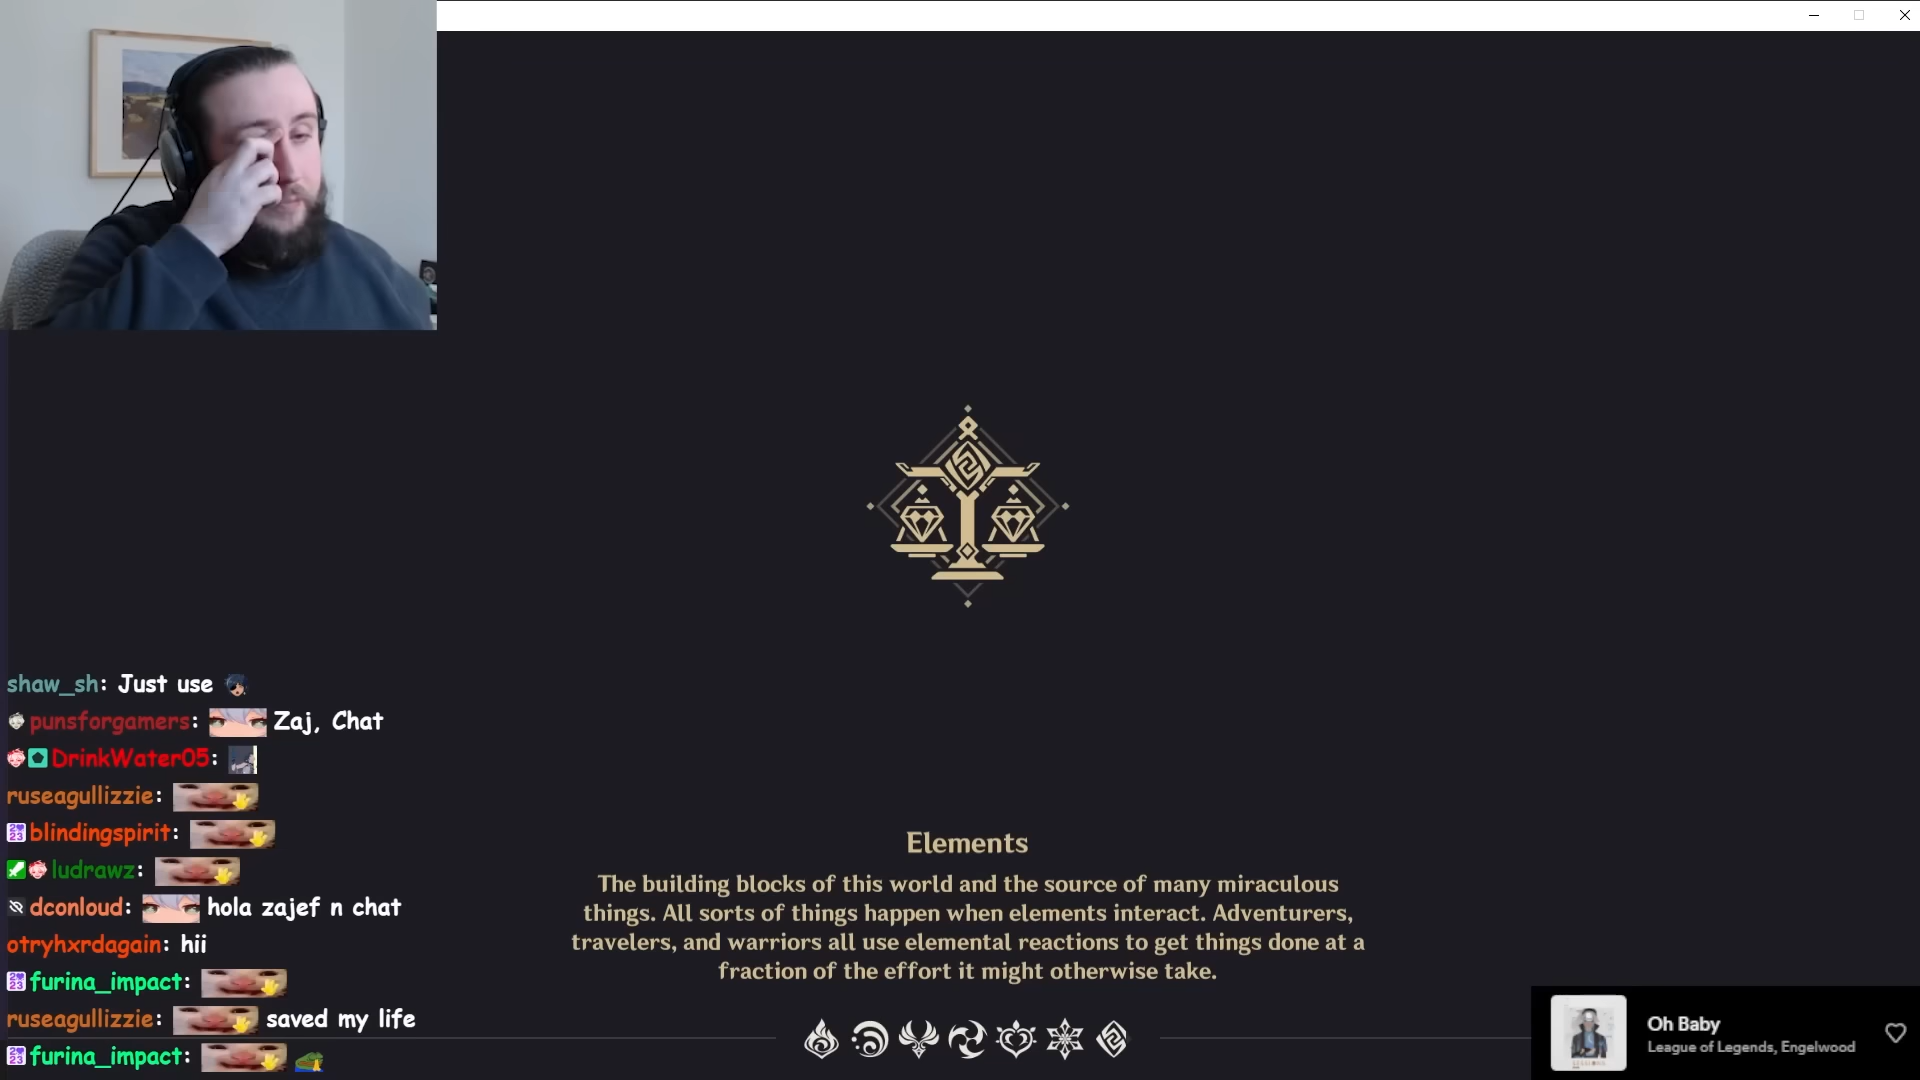 shaw_sh: Just use
punsforgamers: Zaj, Chat
DrinkWater05:
ruseagullizzie:
blindingspirit:
ludrawz:
dconloud: hola zajef n chat
otryhxrdagain: hii
furina_impact:
ruseagullizzie: saved my life
furina_impact:
Elements
The building blocks of this world and the source of many miraculous
things. All sorts of things happen when elements interact. Adventurers,
travelers, and warriors all use elemental reactions to get things done at a
fraction of the effort it might otherwise take.
Oh Baby
League of Legends, Engelwood